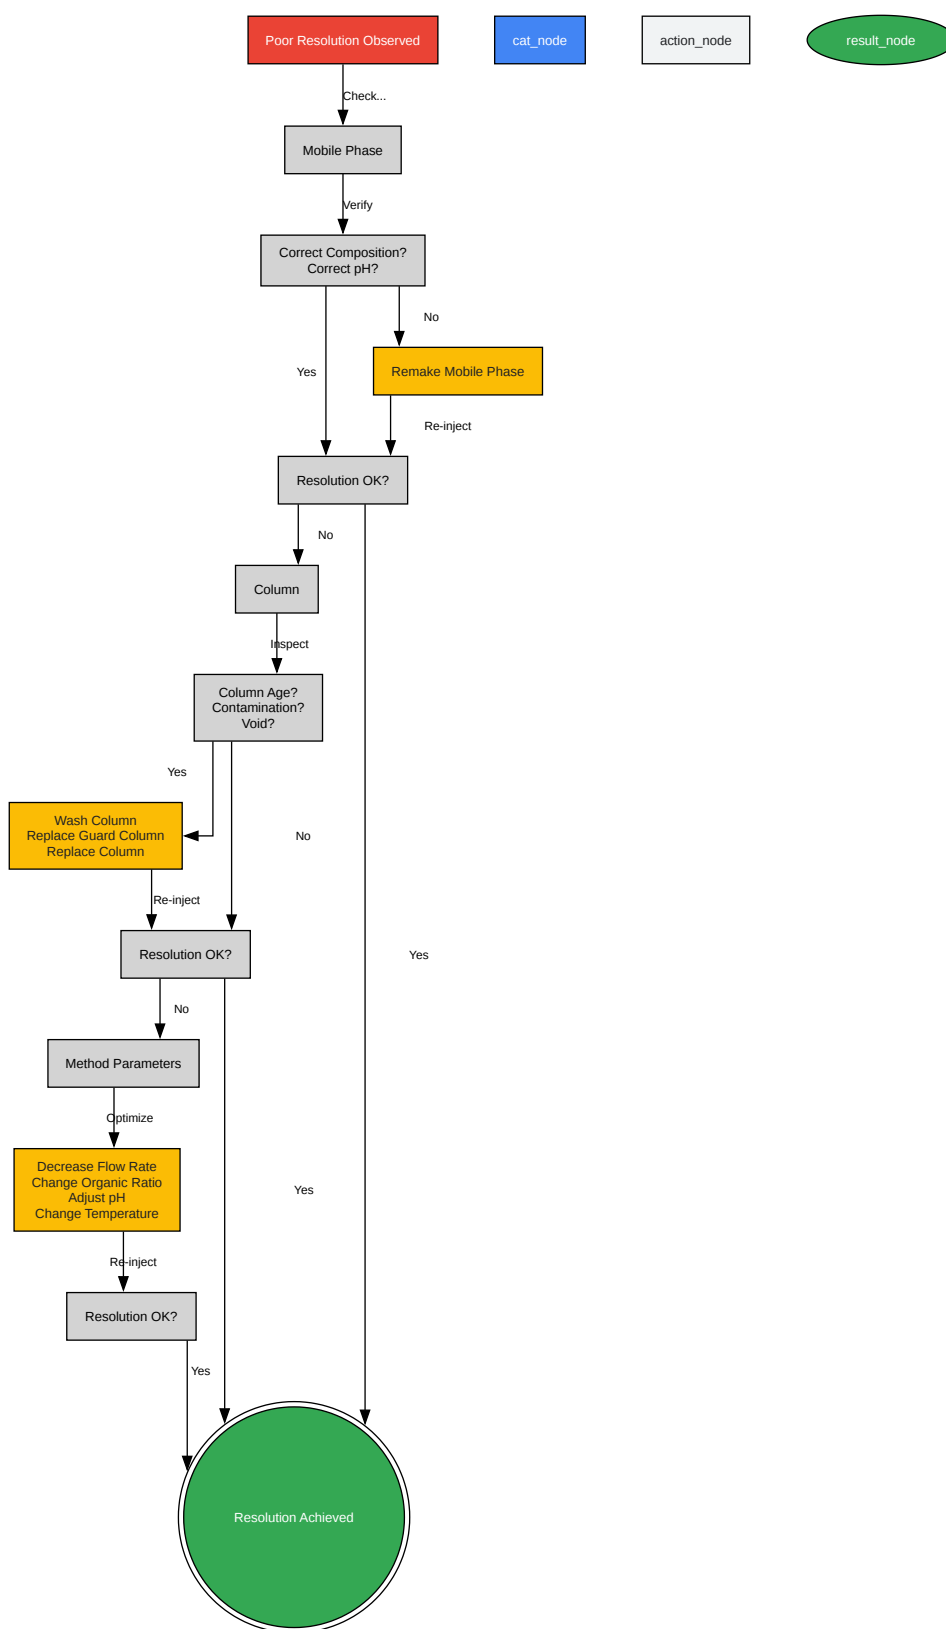 Poor Resolution Observed
cat_node
action_node
result_node
Check...
Mobile Phase
Verify
Correct Composition?
Correct pH?
No
Yes
Remake Mobile Phase
Re-inject
Resolution OK?
No
Column
Inspect
Column Age?
Contamination?
Void?
Yes
Wash Column
Replace Guard Column
Replace Column
No
Re-inject
Resolution OK?
Yes
No
Method Parameters
Optimize
Decrease Flow Rate
Change Organic Ratio
Adjust pH
Change Temperature
Yes
Re-inject
Resolution OK?
Yes
Resolution Achieved